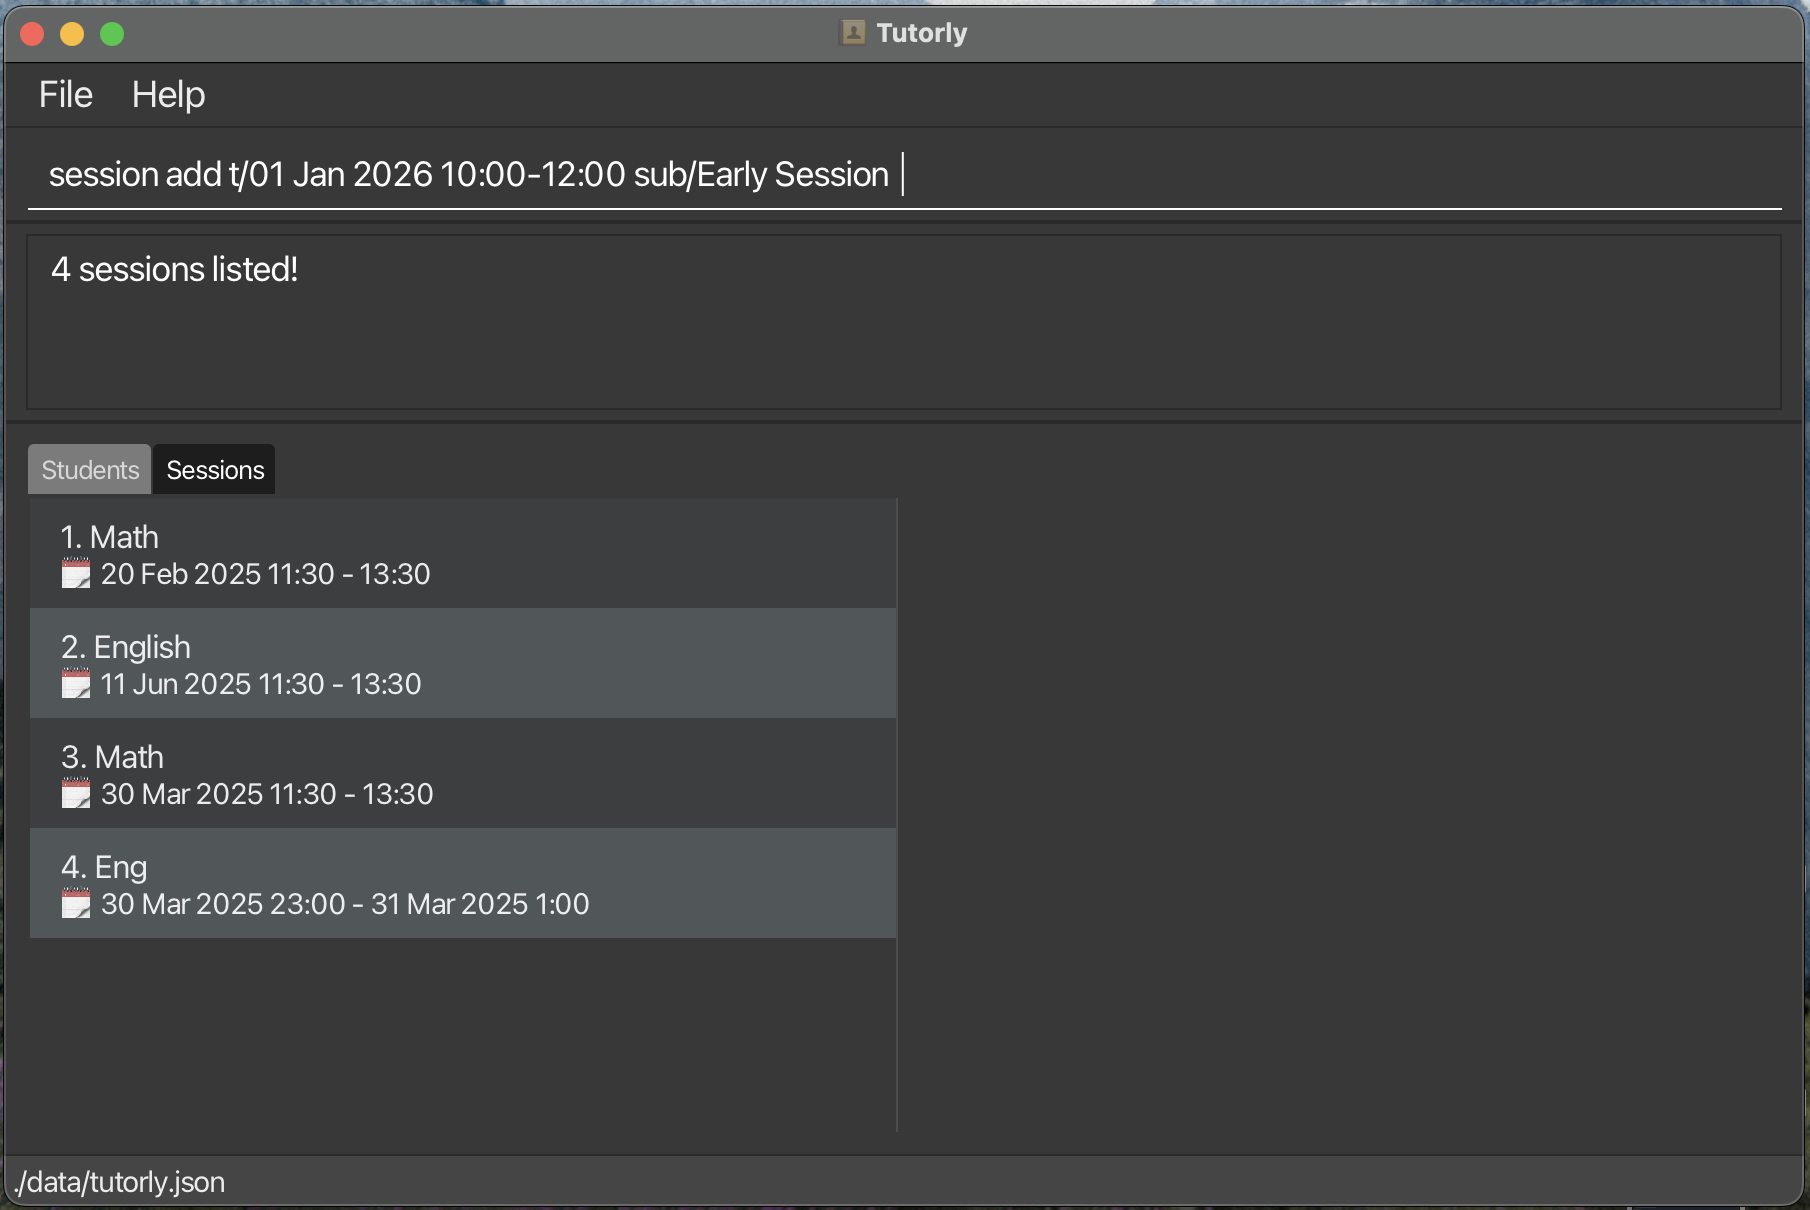 Tutorly
File Help
session add t/01 Jan 2026 10:00-12:00 sub/Early Session
4 sessions listed!
Students Sessions
1. Math
20 Feb 2025 11:30 - 13:30
2. English
11 Jun 2025 11:30 - 13:30
3. Math
30 Mar 2025 11:30 - 13:30
4. Eng
30 Mar 2025 23:00 - 31 Mar 2025 1:00
./data/tutorly.json